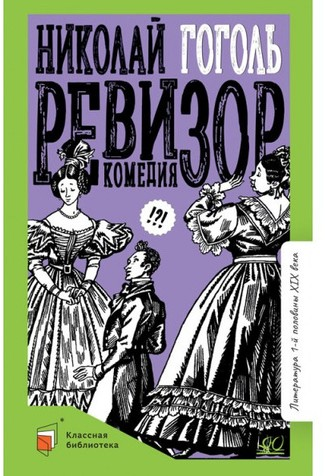 НИКОЛАЙ ГОГОЛЬ
РЕВИЗОР
КОМЕДИЯ
!?!
Литература 1-й половины XIX века
Классная
библиотека